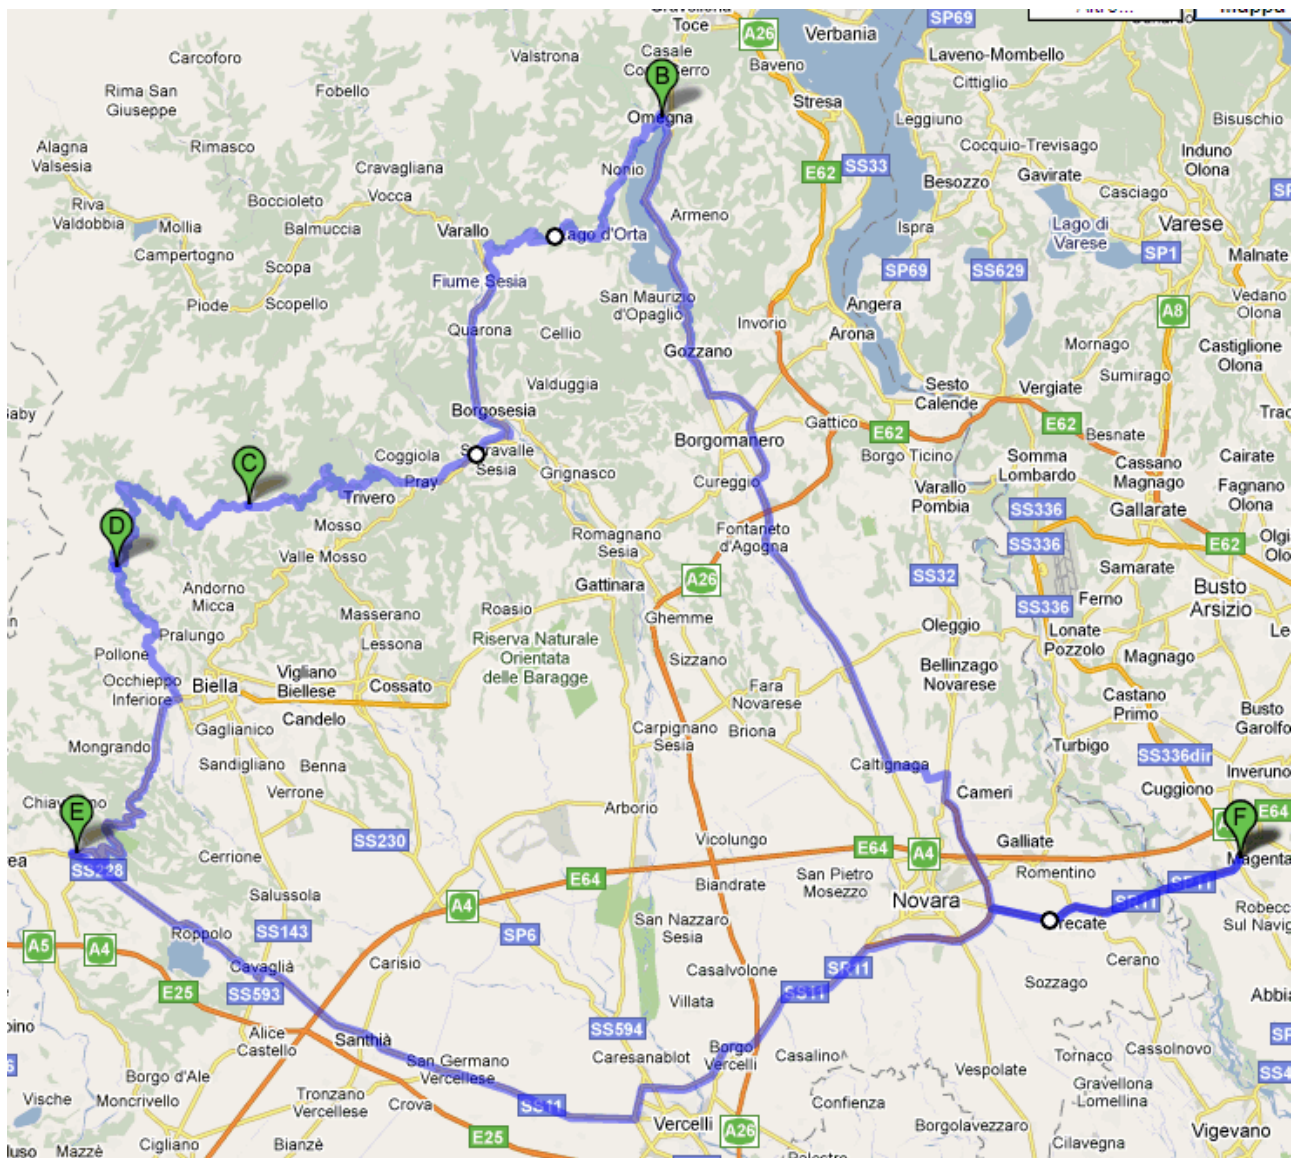 Toce
A26
Verbania
SP69
Mappa
Carcoforo
Valstrona
Casale
Baveno
Laveno-Mombello
Cittiglio
B
Rima San
Giuseppe
Fobello
Stresa
Omegna
Leggiuno
Bisuschio
Alagna
Valsesia
Rimasco
Cravagliana
Nonio
E62
SS33
Cocquio-Trevisago
Induno
Olona
Besozzo
Gavirate
Casciago
Riva
Valdobbia
Boccioleto
Vocca
Armeno
Mollia
Balmuccia
Varallo
Lago d'Orta
Ispra
Lago di
Varese
Varese
SP1
Malnate
Campertogno
Scopa
Fiume Sesia
SP69
SS629
Piode
Scopello
San Maurizio
d'Opaglio
Angera
Vedano
Olona
A8
Quarona
Cellio
Invorio
Arona
Mornago
Castiglione
Olona
Gozzano
Sumirago
Valduggia
Sesto
Calende
Vergiate
Borgosesia
Gattico
E62
E62
Besnate
Borgomanero
C
Coggiola
Serravalle
Sesia
Borgo Ticino
Somma
Lombardo
Cassano
Magnago
Cairate
Grignasco
Pray
Cureggio
Trivero
Varallo
Pombia
Fagnano
Olona
D
Mosso
SS336
Gallarate
Romagnano
Sesia
Fontaneto
d'Agogna
Valle Mosso
SS336
E62
A26
SS32
Samarate
Andorno
Micca
Gattinara
Busto
Arsizio
SS336
Ferno
Roasio
Masserano
Ghemme
Pralungo
Riserva Naturale
Orientata
delle Baragge
Oleggio
Lonate
Pozzolo
Lessona
Pollone
Sizzano
Magnago
Bellinzago
Novarese
Occhieppo
Inferiore
Biella
Vigliano
Biellese
Cossato
Fara
Novarese
Castano
Primo
Busto
Garolfo
Candelo
Gaglianico
Carpignano
Sesia
Briona
Mongrando
Turbigo
SS336dir
Sandigliano
Benna
Caltignaga
Inveruno
Verrone
Cameri
Cuggiono
E
Arborio
F
E64
SS230
Vicolungo
Galliate
E64
A4
Cerrione
Magenta
SS228
E64
San Pietro
Mosezzo
Romentino
Salussola
Biandrate
SR11
SR11
A4
Novara
Robecc
Sul Navig
San Nazzaro
Sesia
Trecate
Roppolo
SS143
SP6
A5
A4
Cerano
Carisio
Casalvolone
SR11
Cavaglià
Sozzago
E25
SS593
SS11
Villata
Abbia
SS594
Alice
Castello
Santhià
Borgo
Vercelli
Caresanablot
San Germano
Vercellese
Casalino
Tornaco
Cassolnovo
Borgo d'Ale
Vespolate
Tronzano
Vercellese
Gravellona
Lomellina
Vische
Moncrivello
Crova
SS11
Confienza
Vercelli
A26
Borgolavezzaro
Vigevano
E25
Mazzè
Cigliano
Bianzè
Cilavegna